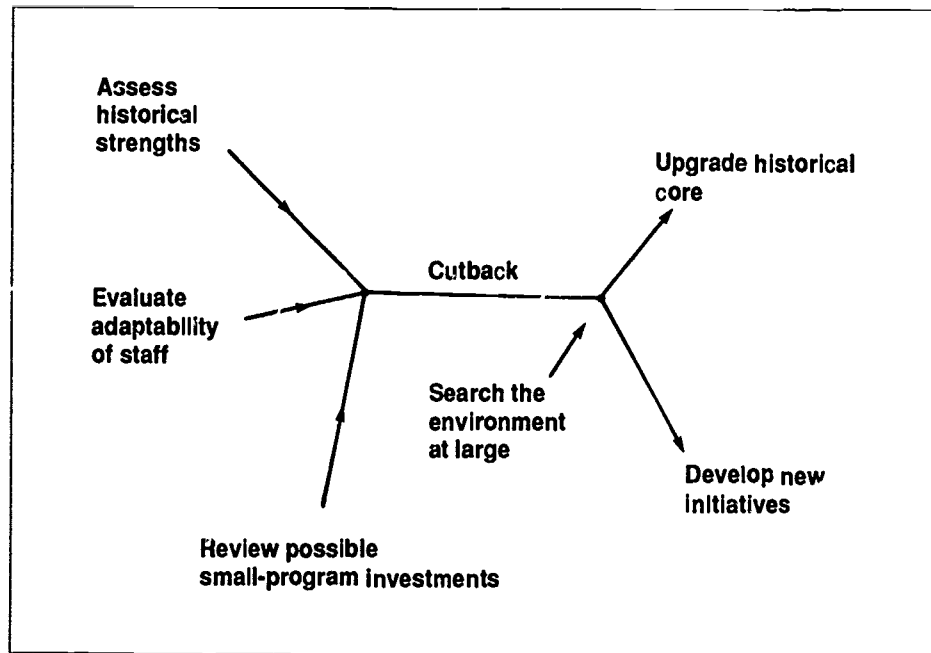 Assess
historical
strengths
Upgrade historical
core
Cutback
Evaluate
adaptability
of staff
Search the
environment
at large
Develop new
initiatives
Review possible
small-program investments